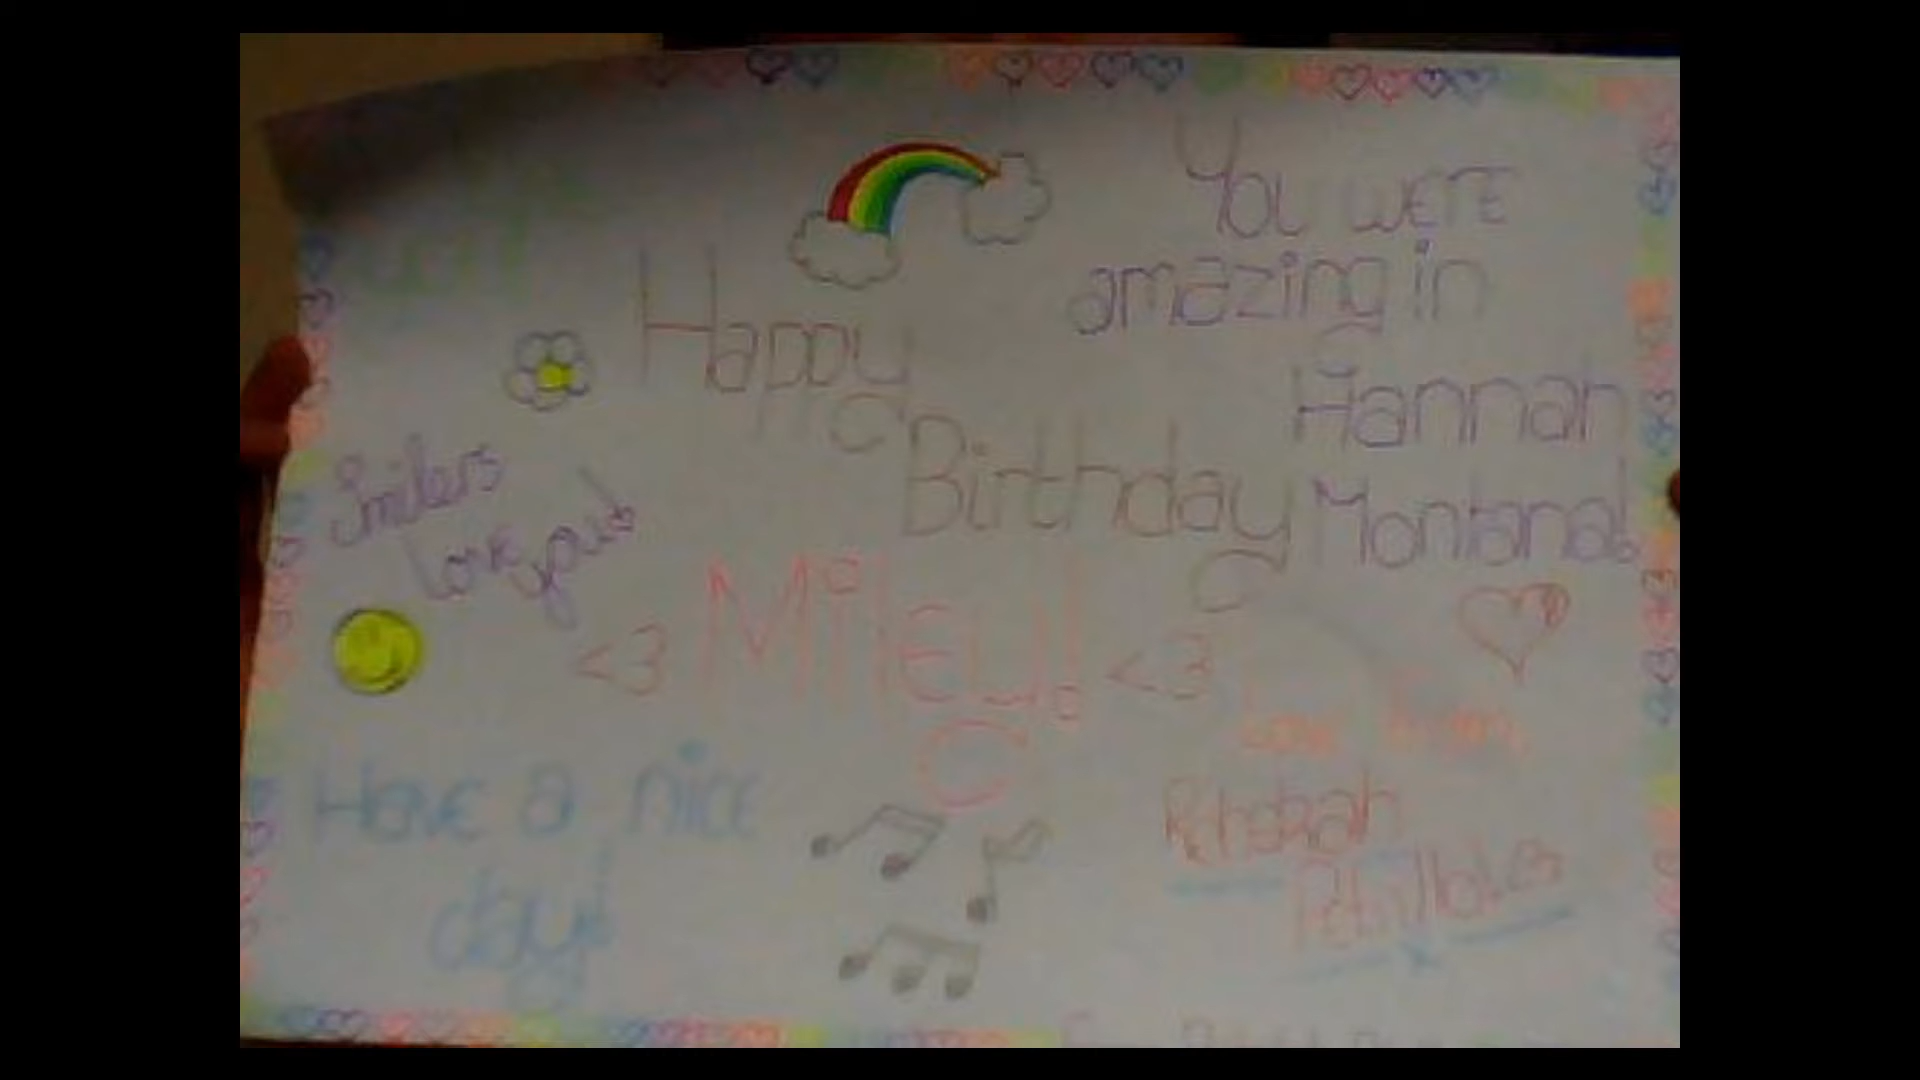 You were
amazing in
Hannah
Montana!
Happy
Birthday
<3 Miley! <3
Smilers
Love you!
Have a nice
day!
Love from,